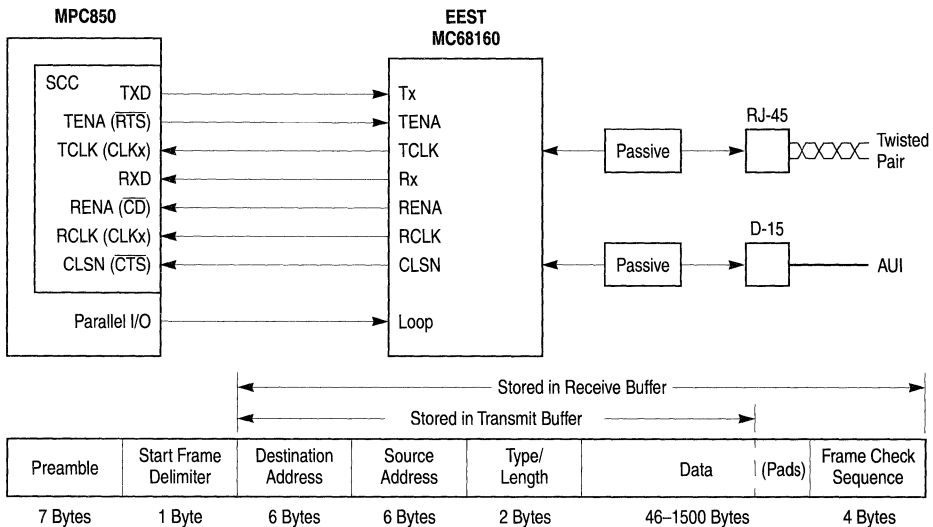 MPC850
EEST
MC68160
SCC
TXD
Tx
TENA (RTS)
TENA
TCLK (CLKx)
TCLK
RXD
Rx
RENA (CD)
RENA
RCLK (CLKx)
RCLK
CLSN (CTS)
CLSN
Parallel I/O
Loop
Passive
RJ-45
Twisted
Pair
Passive
D-15
AUI
Stored in Receive Buffer
Stored in Transmit Buffer
Preamble
Start Frame
Delimiter
Destination
Address
Source
Address
Type/
Length
Data
(Pads)
Frame Check
Sequence
7 Bytes
1 Byte
6 Bytes
6 Bytes
2 Bytes
46–1500 Bytes
4 Bytes